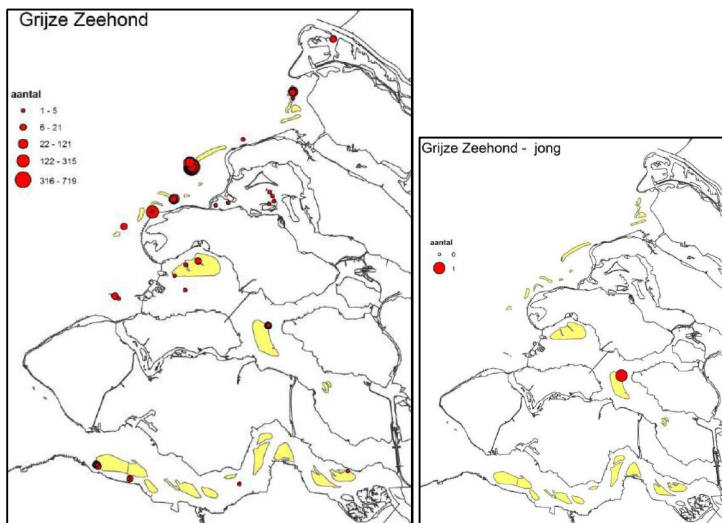 Grijze Zeehond
aantal
1 - 5
6 - 21
22 - 121
122 - 315
316 - 719
Grijze Zeehond - jong
aantal
0
1